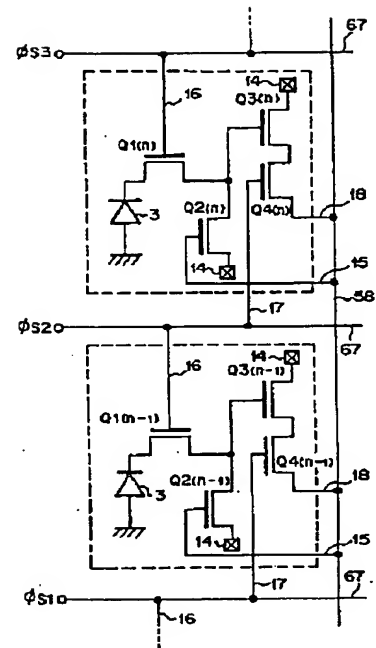 φS3
67
16
14
Q3(n)
Q1(n)
Q4(n)
3
Q2(n)
18
14
15
58
17
φS2
67
16
14
Q3(n-1)
Q1(n-1)
Q4(n-1)
3
Q2(n-1)
18
14
15
17
φS1
67
16